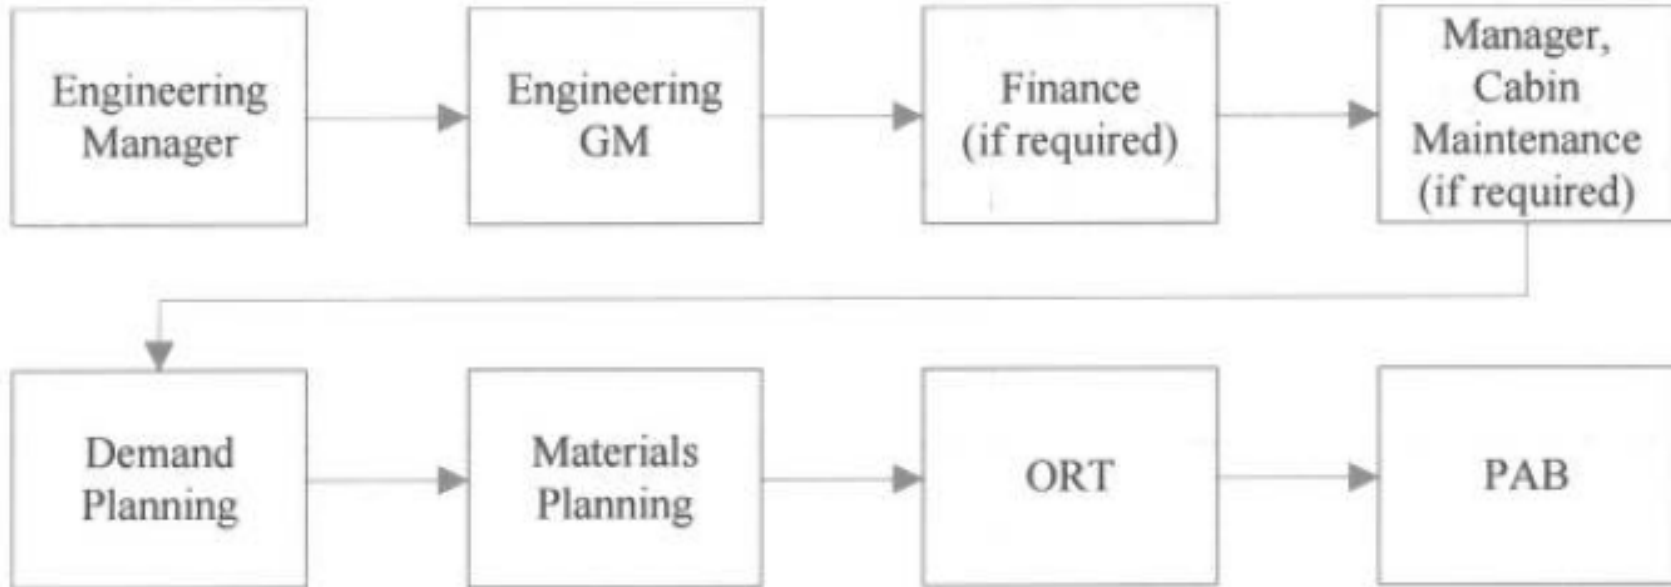 Engineering
Manager
Engineering
GM
Finance
(if required)
Manager,
Cabin
Maintenance
(if required)
Demand
Planning
Materials
Planning
ORT
PAB